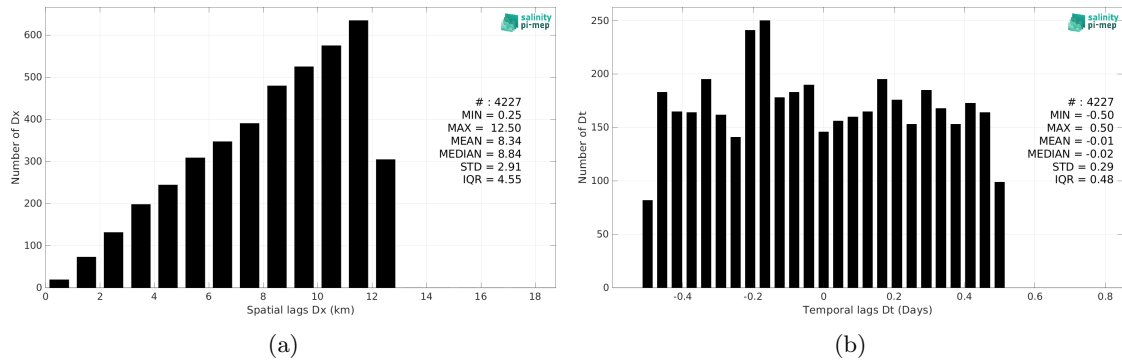 salinity
pi-mep
600
500
400
300
200
100
0
Number of Dx
# : 4227
MIN = 0.25
MAX = 12.50
MEAN = 8.34
MEDIAN = 8.84
STD = 2.91
IQR = 4.55
0 2 4 6 8 10 12 14 16 18
Spatial lags Dx (km)
(a)
salinity
pi-mep
250
200
150
100
50
0
Number of Dt
# : 4227
MIN = -0.50
MAX = 0.50
MEAN = -0.01
MEDIAN = -0.02
STD = 0.29
IQR = 0.48
-0.4 -0.2 0 0.2 0.4 0.6 0.8
Temporal lags Dt (Days)
(b)